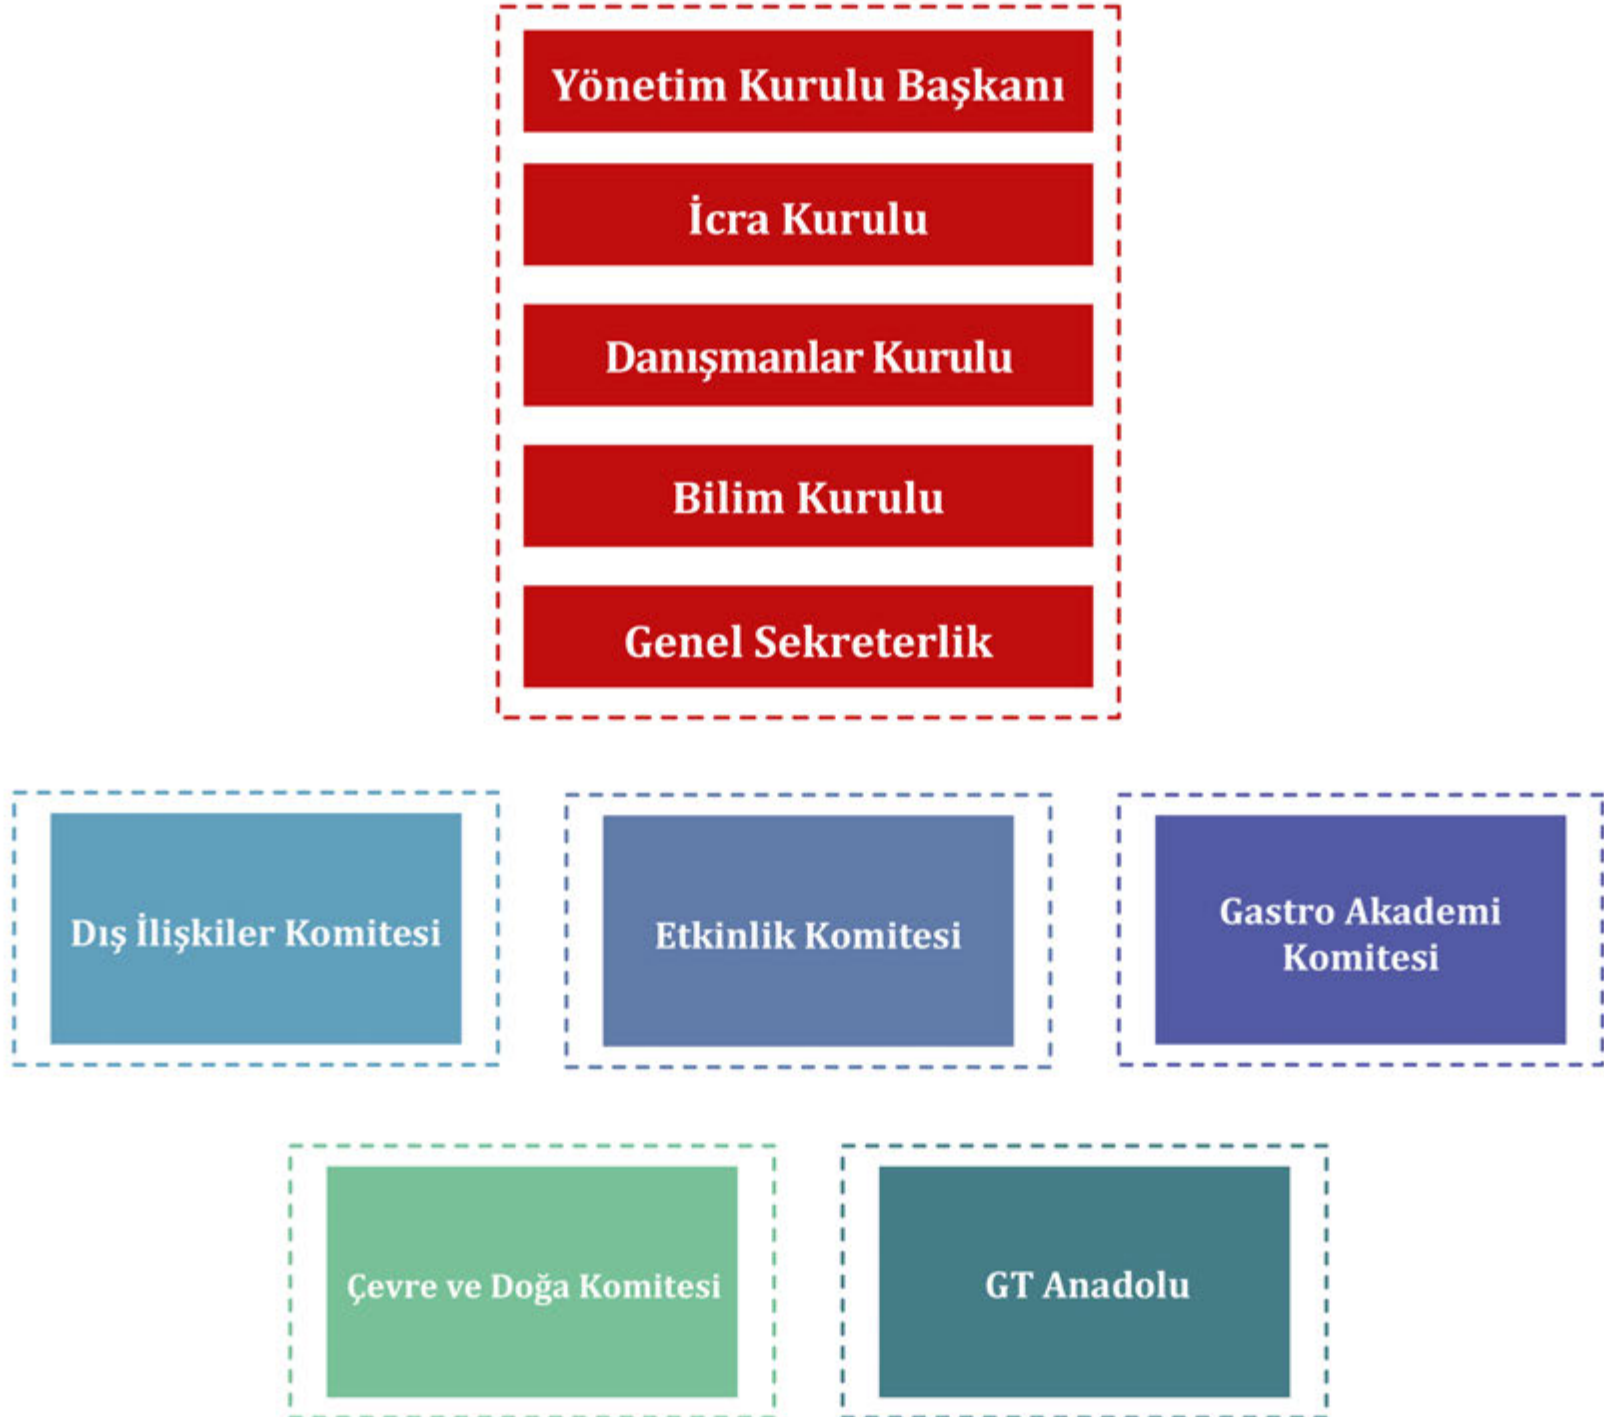 Yönetim Kurulu Başkanı
İcra Kurulu
Danışmanlar Kurulu
Bilim Kurulu
Genel Sekreterlik
Dış İlişkiler Komitesi
Etkinlik Komitesi
Gastro Akademi
Komitesi
Çevre ve Doğa Komitesi
GT Anadolu